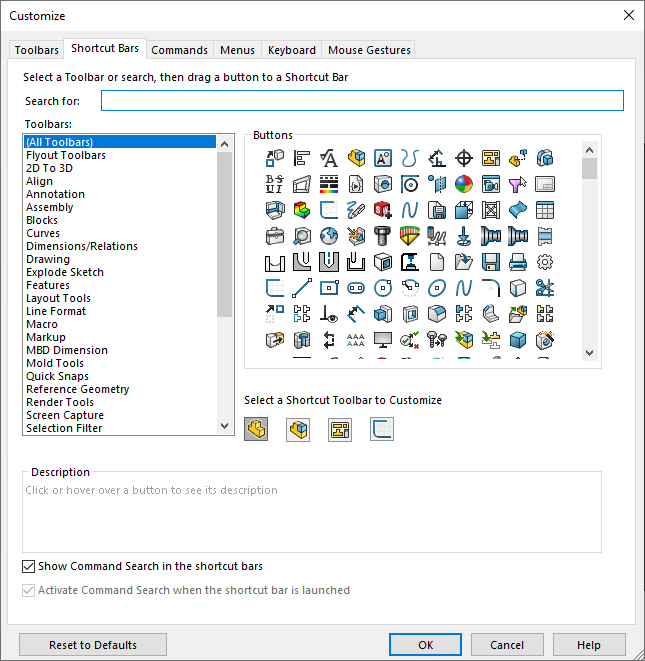 Customize
Toolbars Shortcut Bars Commands Menus Keyboard Mouse Gestures
Select a Toolbar or search, then drag a button to a Shortcut Bar
Search for:
Toolbars:
(All Toolbars)
Flyout Toolbars
2D To 3D
Align
Annotation
Assembly
Blocks
Curves
Dimensions/Relations
Drawing
Explode Sketch
Features
Layout Tools
Line Format
Macro
Markup
MBD Dimension
Mold Tools
Quick Snaps
Reference Geometry
Render Tools
Screen Capture
Selection Filter
Buttons
Select a Shortcut Toolbar to Customize
Description
Click or hover over a button to see its description
Show Command Search in the shortcut bars
Activate Command Search when the shortcut bar is launched
Reset to Defaults OK Cancel Help